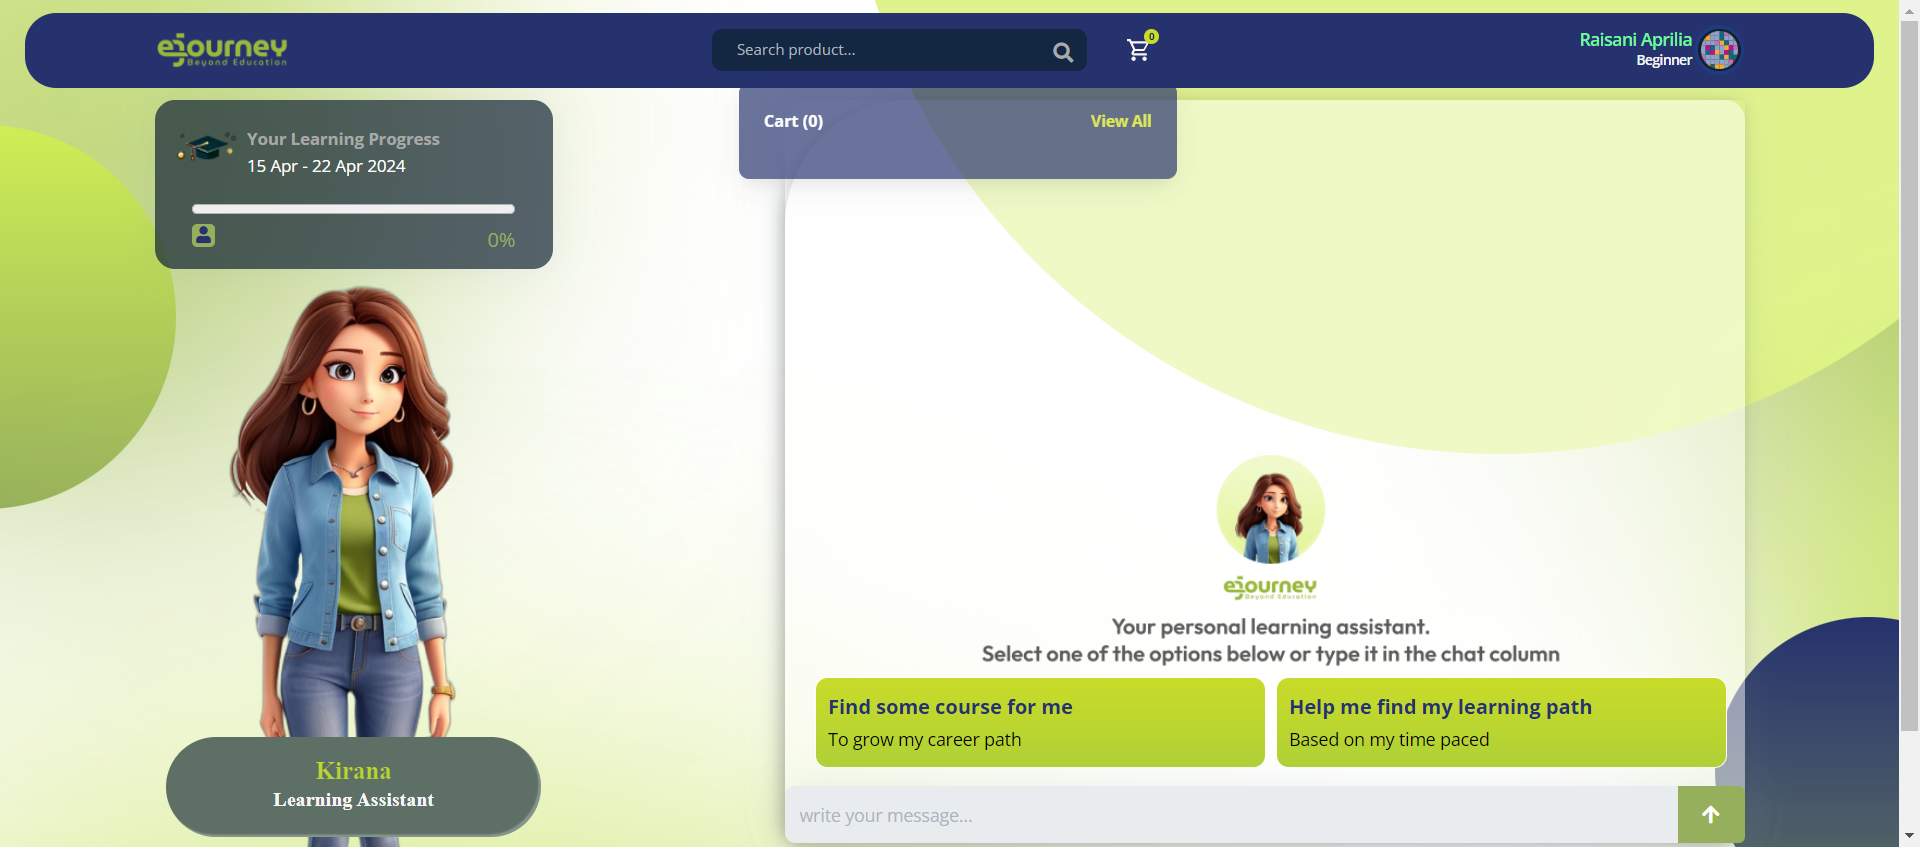 eJourney
Beyond Education
Search product...
0
Raisani Aprilia
Beginner
Cart (0)
View All
Your Learning Progress
15 Apr - 22 Apr 2024
0%
Kirana
Learning Assistant
eJourney
Beyond Education
Your personal learning assistant.
Select one of the options below or type it in the chat column
Find some course for me
To grow my career path
Help me find my learning path
Based on my time paced
write your message...